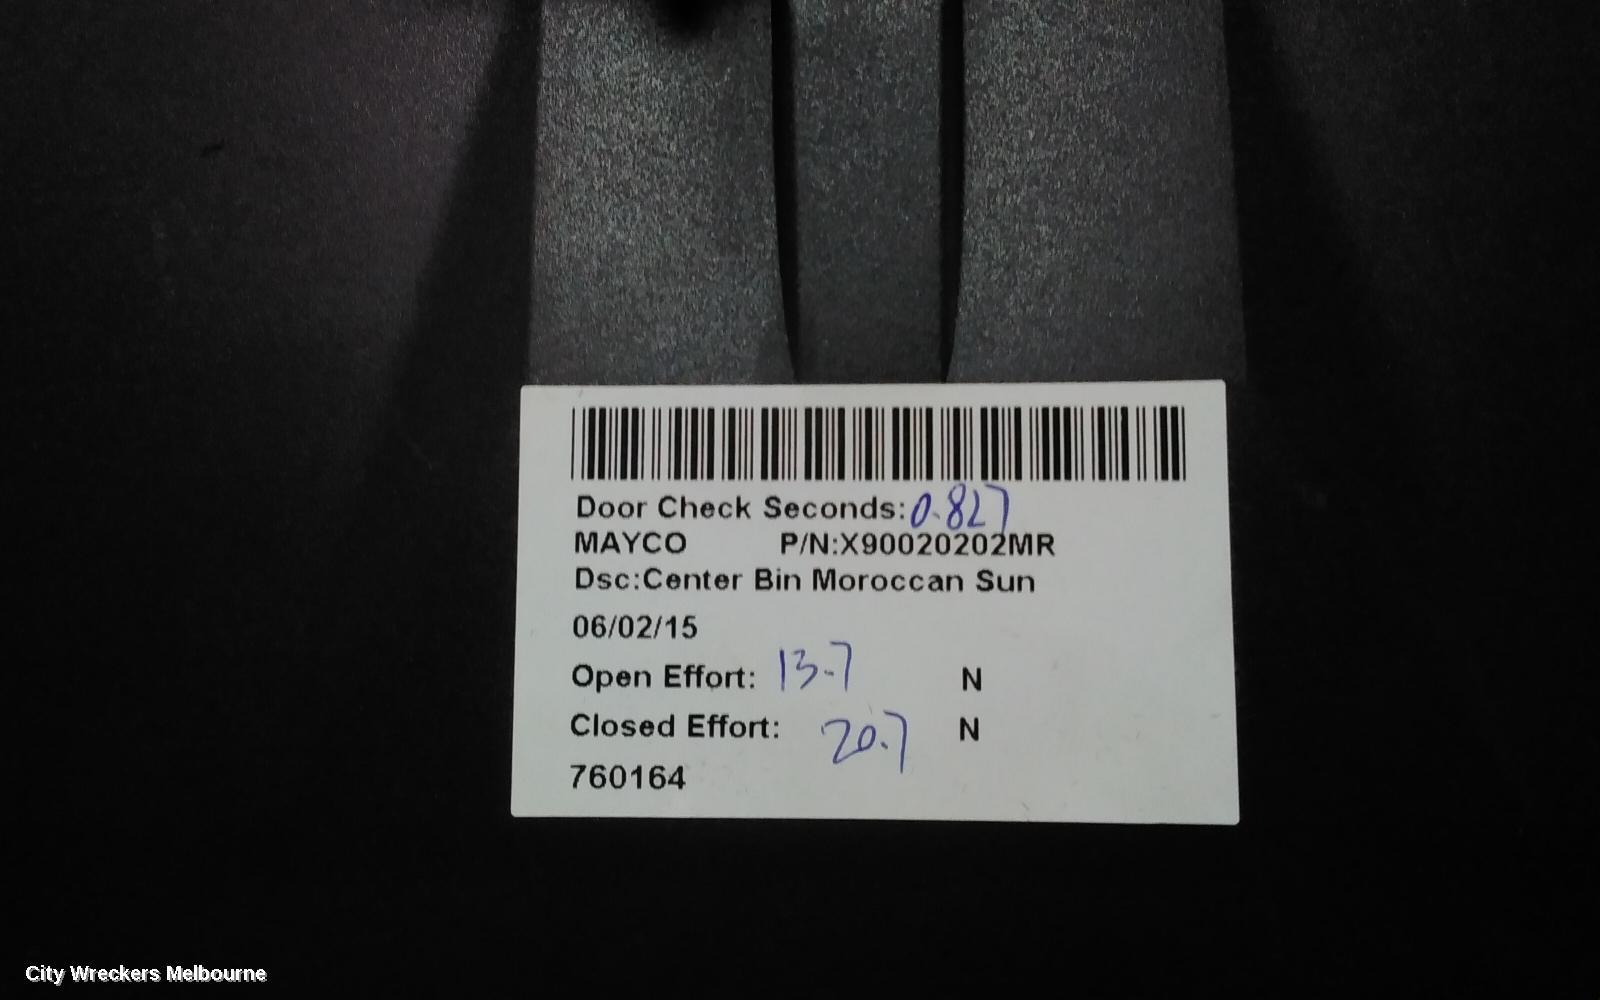 Door Check Seconds: 0.827
MAYCO P/N:X90020202MR
Dsc:Center Bin Moroccan Sun
06/02/15
Open Effort: 13.7 N
Closed Effort: 20.7 N
760164
City Wreckers Melbourne